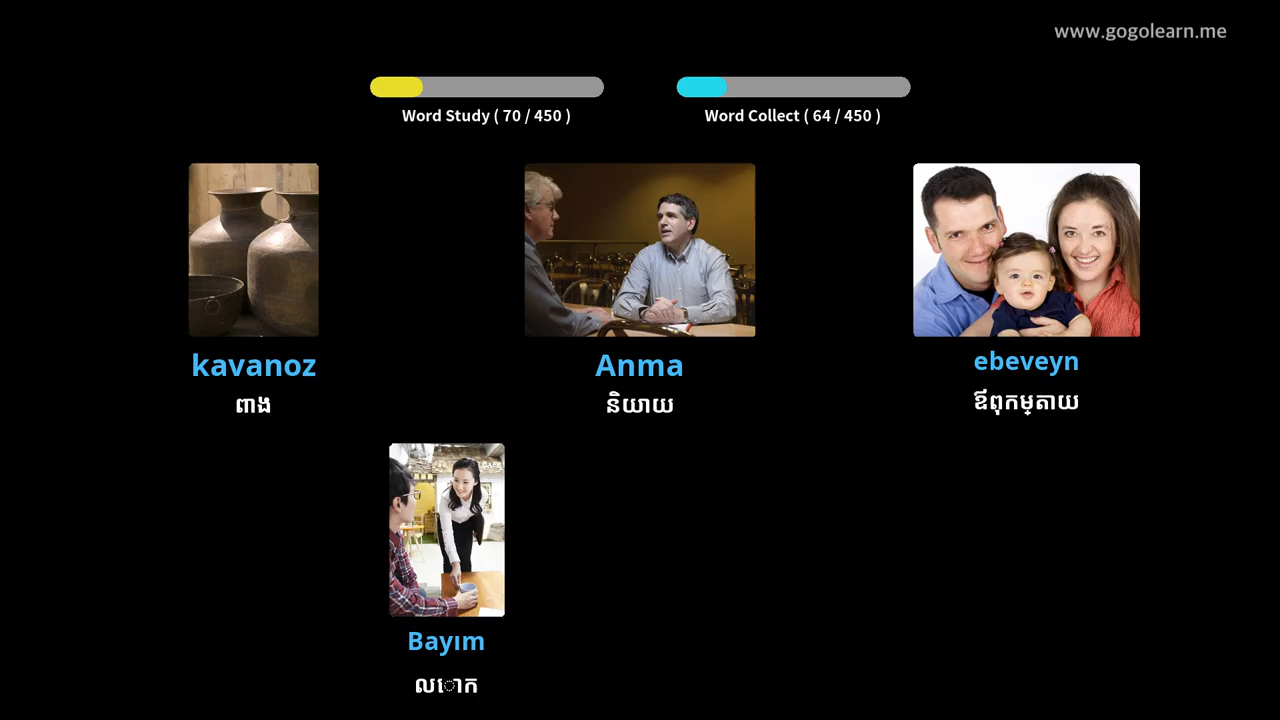 www.gogolearn.me
Word Study ( 70 / 450 )
Word Collect ( 64 / 450 )
kavanoz
ពាង
Anma
និយាយ
ebeveyn
ឪពុកម្តាយ
Bayım
លោក